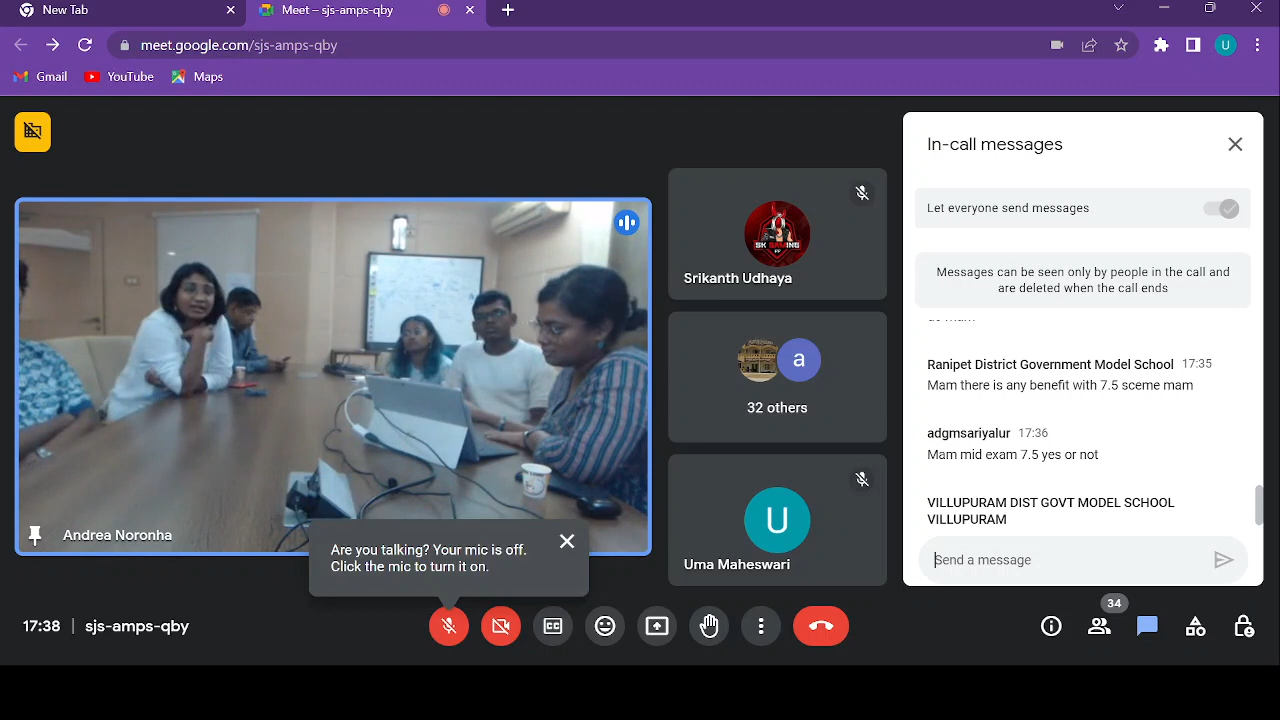 New Tab
Meet – sjs-amps-qby
meet.google.com/sjs-amps-qby
U
Gmail
YouTube
Maps
In-call messages
Let everyone send messages
Messages can be seen only by people in the call and
are deleted when the call ends
Ranipet District Government Model School 17:35
Mam there is any benefit with 7.5 sceme mam
adgmsariyalur 17:36
Mam mid exam 7.5 yes or not
VILLUPURAM DIST GOVT MODEL SCHOOL
VILLUPURAM
Send a message
SK GAMING
FF
Srikanth Udhaya
a
32 others
U
Uma Maheswari
Andrea Noronha
Are you talking? Your mic is off.
Click the mic to turn it on.
17:38 | sjs-amps-qby
CC
34